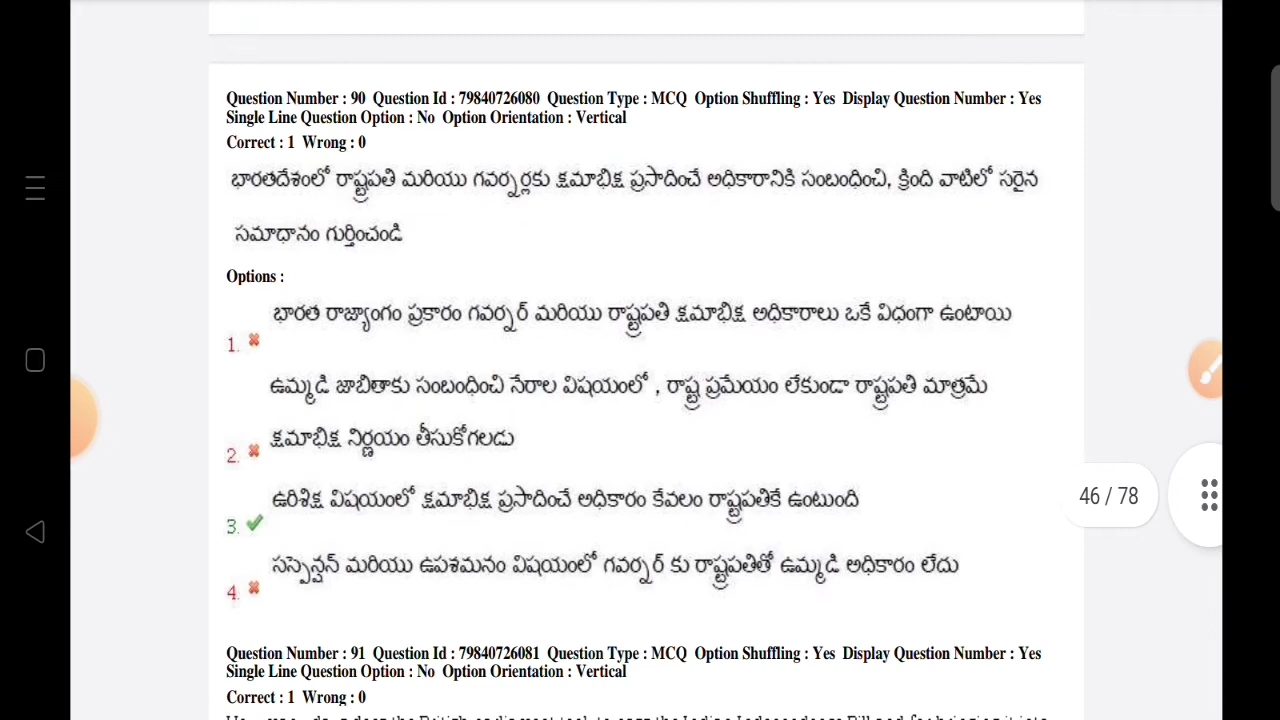 Question Number : 90 Question Id : 79840726080 Question Type : MCQ Option Shuffling : Yes Display Question Number : Yes
Single Line Question Option : No Option Orientation : Vertical
Correct : 1 Wrong : 0
భారతదేశంలో రాష్ట్రపతి మరియు గవర్నర్లకు క్షమాభిక్ష ప్రసాదించే అధికారానికి సంబంధించి, క్రింది వాటిలో సరైన
సమాధానం గుర్తించండి
Options :
భారత రాజ్యాంగం ప్రకారం గవర్నర్ మరియు రాష్ట్రపతి క్షమాభిక్ష అధికారాలు ఒకే విధంగా ఉంటాయి
1.
ఉమ్మడి జాబితాకు సంబంధించి నేరాల విషయంలో , రాష్ట్ర ప్రమేయం లేకుండా రాష్ట్రపతి మాత్రమే
క్షమాభిక్ష నిర్ణయం తీసుకోగలడు
2.
ఉరిశిక్ష విషయంలో క్షమాభిక్ష ప్రసాదించే అధికారం కేవలం రాష్ట్రపతికే ఉంటుంది
3.
సస్పెన్షన్ మరియు ఉపశమనం విషయంలో గవర్నర్ కు రాష్ట్రపతితో ఉమ్మడి అధికారం లేదు
4.
46 / 78
Question Number : 91 Question Id : 79840726081 Question Type : MCQ Option Shuffling : Yes Display Question Number : Yes
Single Line Question Option : No Option Orientation : Vertical
Correct : 1 Wrong : 0